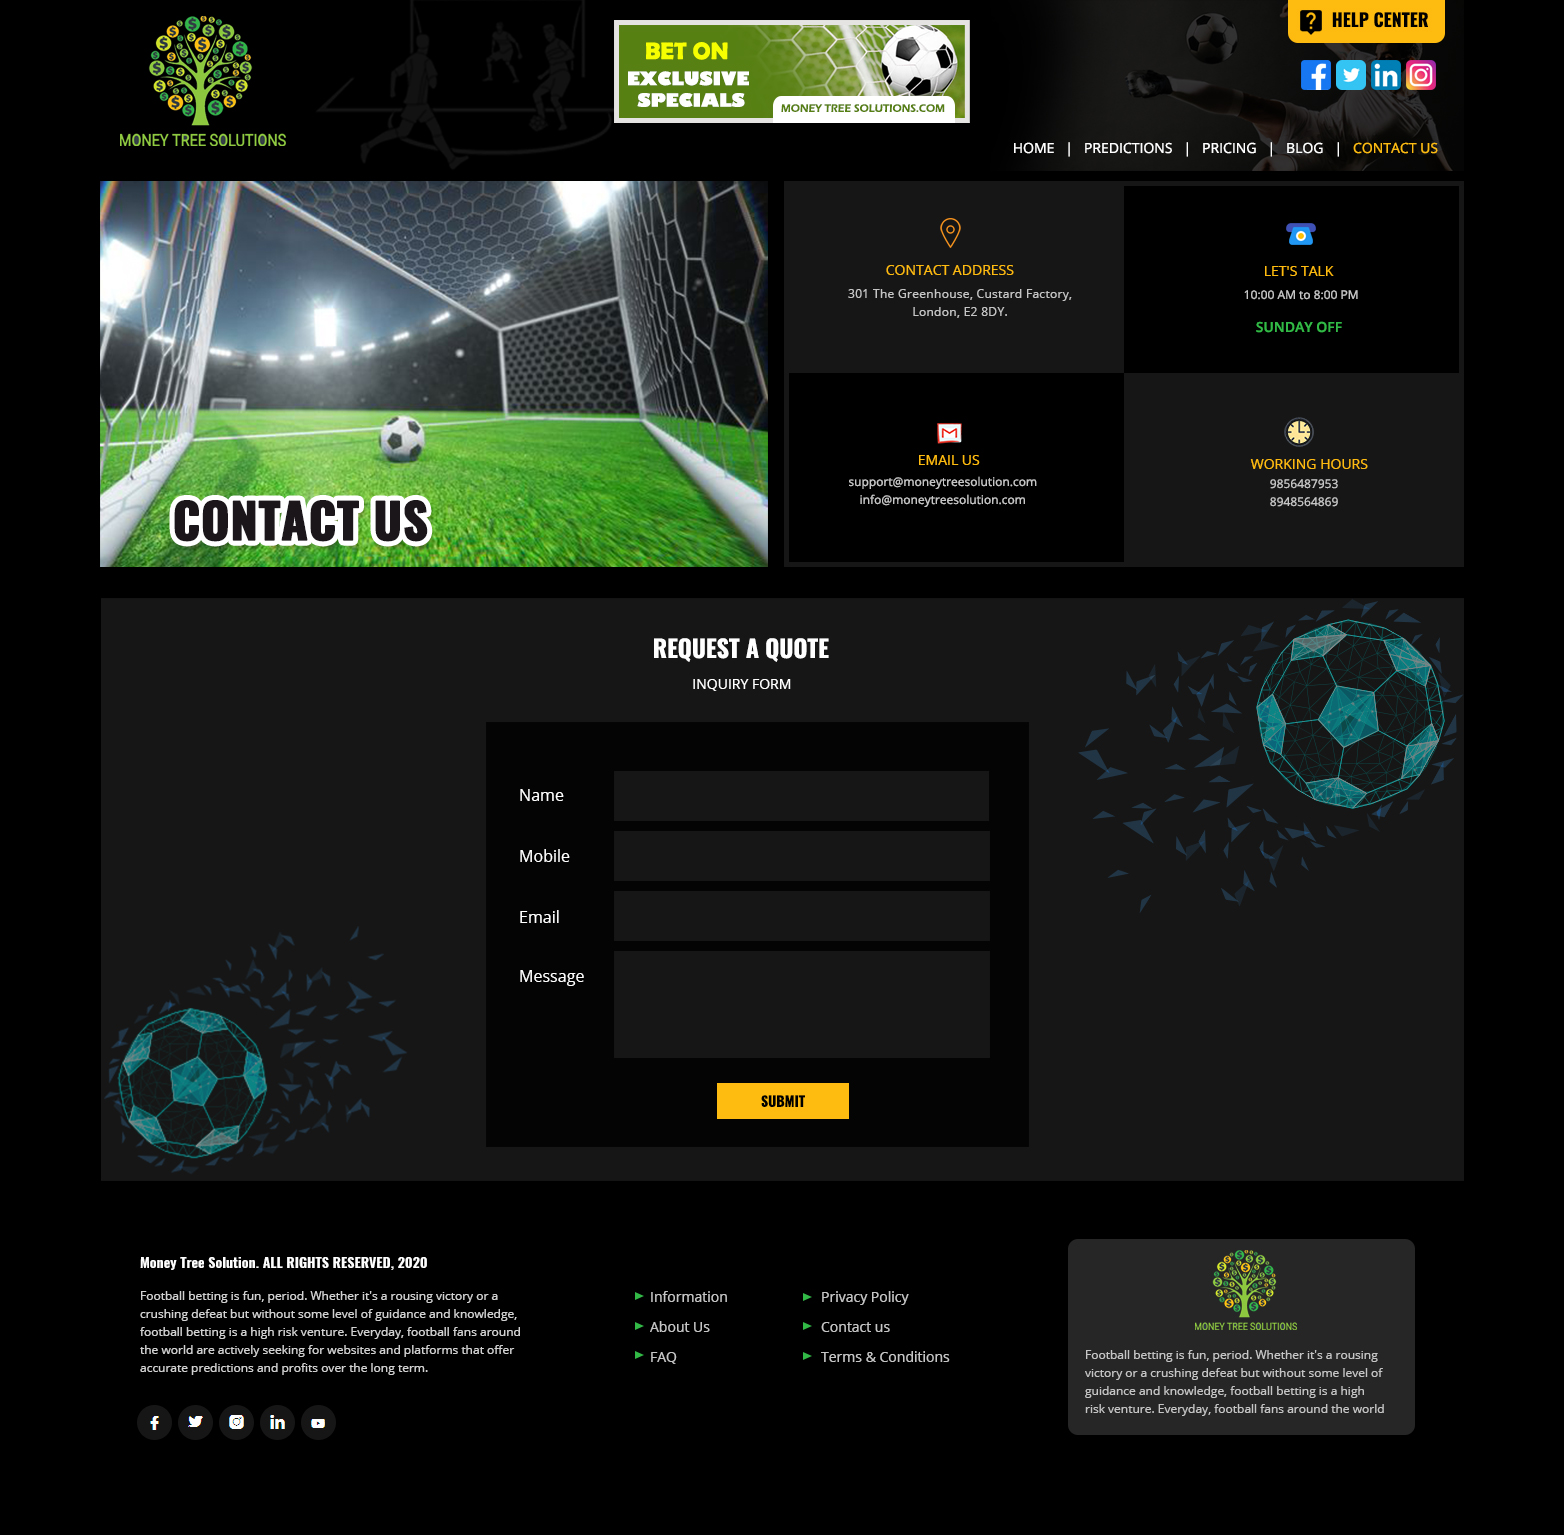 HELP CENTER
BET ON
EXCLUSIVE
SPECIALS
MONEY TREE SOLUTIONS.COM
MONEY TREE SOLUTIONS
HOME | PREDICTIONS | PRICING | BLOG | CONTACT US
CONTACT US
CONTACT ADDRESS
301 The Greenhouse, Custard Factory,
London, E2 8DY.
LET'S TALK
10:00 AM to 8:00 PM
SUNDAY OFF
EMAIL US
support@moneytreesolution.com
info@moneytreesolution.com
WORKING HOURS
9856487953
8948564869
REQUEST A QUOTE
INQUIRY FORM
Name
Mobile
Email
Message
SUBMIT
Money Tree Solution. ALL RIGHTS RESERVED, 2020
Football betting is fun, period. Whether it's a rousing victory or a
crushing defeat but without some level of guidance and knowledge,
football betting is a high risk venture. Everyday, football fans around
the world are actively seeking for websites and platforms that offer
accurate predictions and profits over the long term.
Information
About Us
FAQ
Privacy Policy
Contact us
Terms & Conditions
MONEY TREE SOLUTIONS
Football betting is fun, period. Whether it's a rousing
victory or a crushing defeat but without some level of
guidance and knowledge, football betting is a high
risk venture. Everyday, football fans around the world